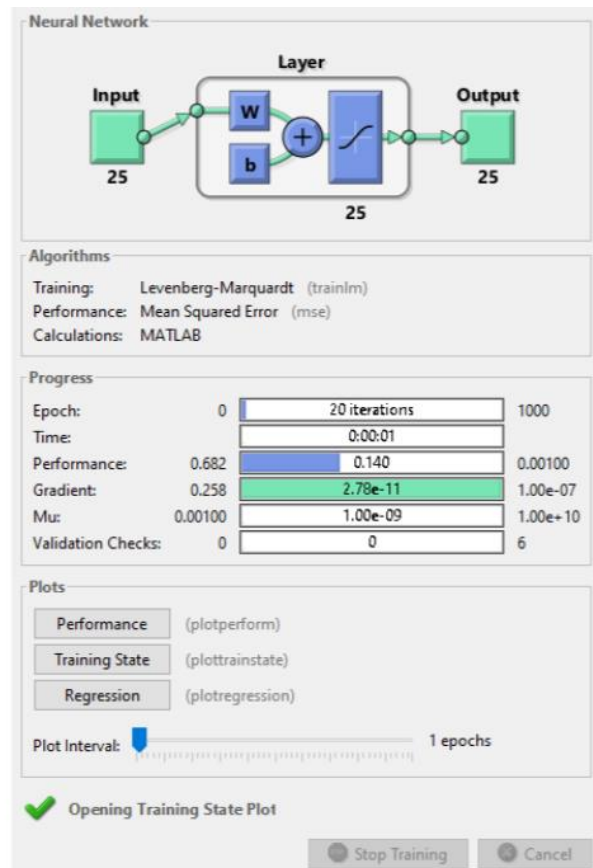 Neural Network
Layer
Input
Output
W
b
+
25
25
25
Algorithms
Training: Levenberg-Marquardt (trainlm)
Performance: Mean Squared Error (mse)
Calculations: MATLAB
Progress
Epoch: 0 20 iterations 1000
Time: 0:00:01
Performance: 0.682 0.140 0.00100
Gradient: 0.258 2.78e-11 1.00e-07
Mu: 0.00100 1.00e-09 1.00e+10
Validation Checks: 0 0 6
Plots
Performance (plotperform)
Training State (plottrainstate)
Regression (plotregression)
Plot Interval: 1 epochs
Opening Training State Plot
Stop Training Cancel